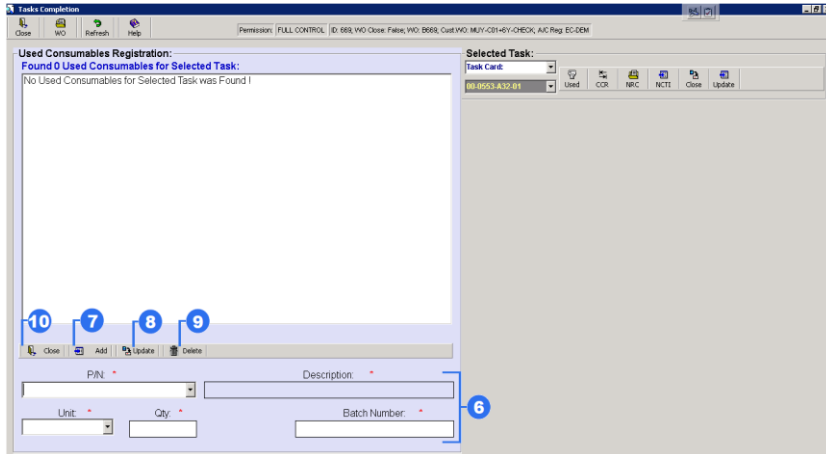 Tasks Completion
Close WO Refresh Help
Permission: FULL CONTROL ID: 669; WO Close: False; WO: B669; Cust.WO: MUY-C01+6Y-CHECK; A/C Reg: EC-DEM
Used Consumables Registration:
Found 0 Used Consumables for Selected Task:
No Used Consumables for Selected Task was Found !
Selected Task:
Task Card:
00-0553-A32-01
Used CCR NRC NCTI Close Update
10 7 8 9
Close Add Update Delete
P/N: * Description: *
6
Unit: * Qty: * Batch Number: *